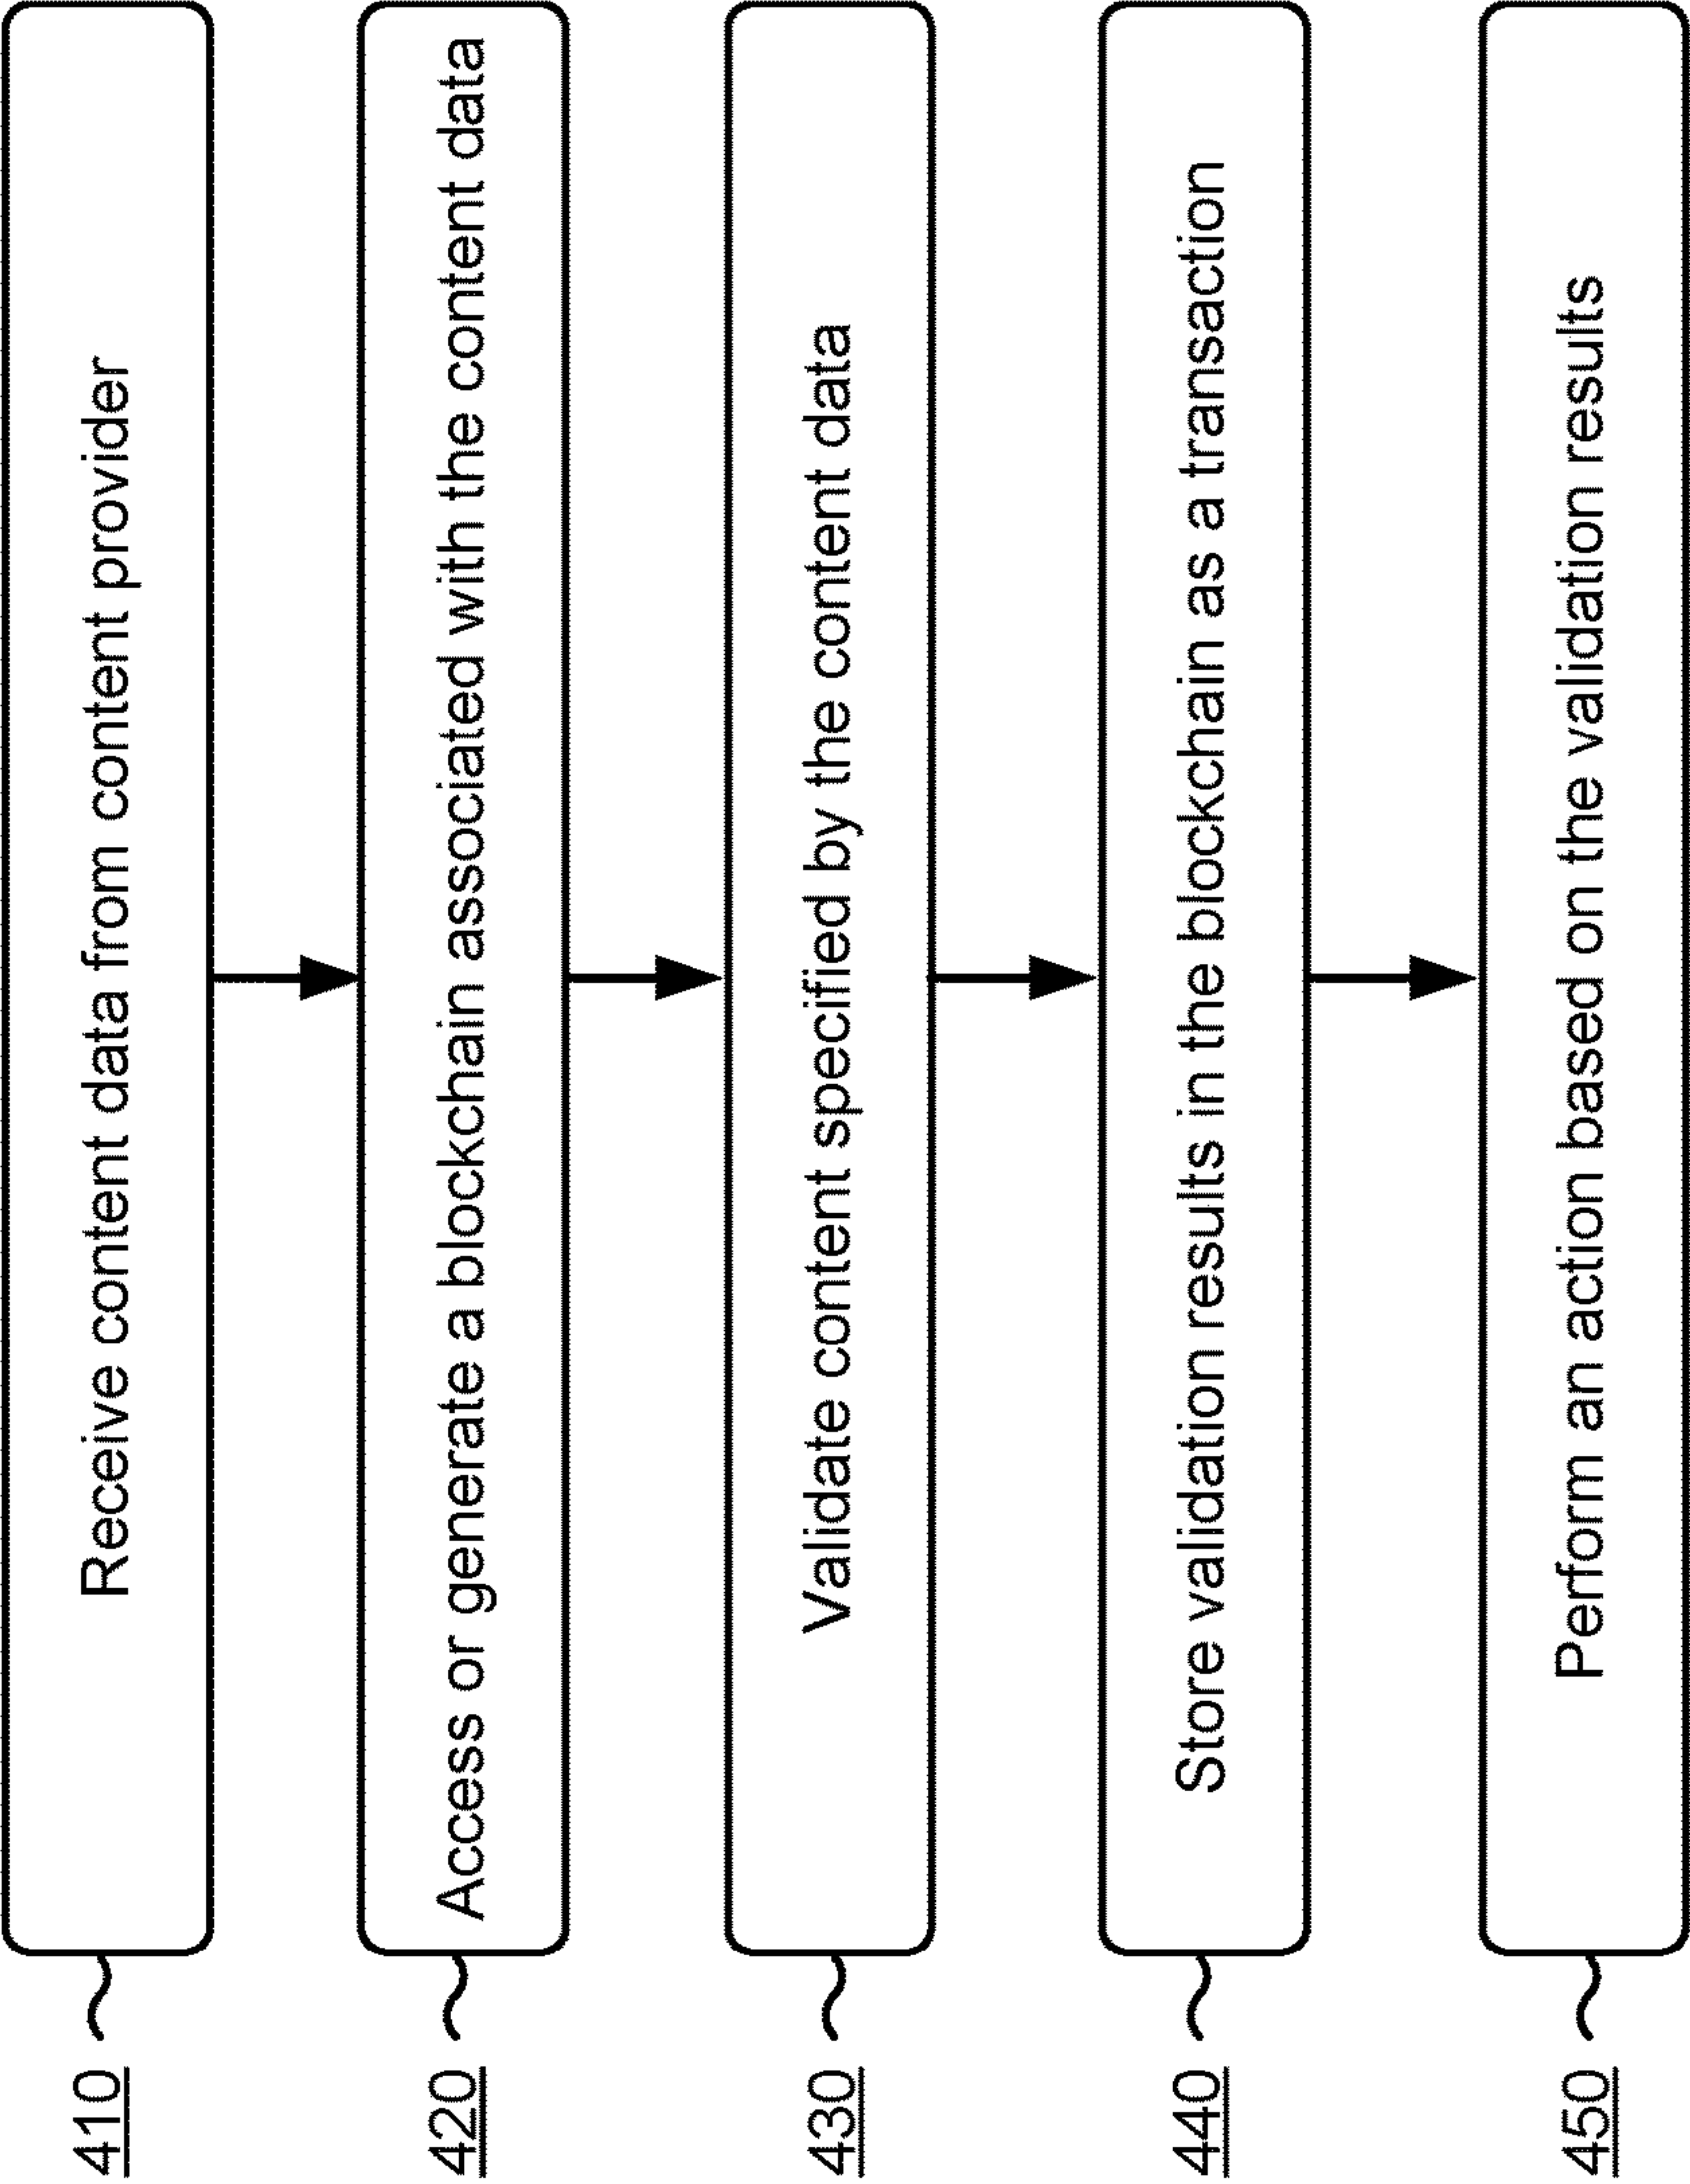 410 Receive content data from content provider
420 Access or generate a blockchain associated with the content data
430 Validate content specified by the content data
440 Store validation results in the blockchain as a transaction
450 Perform an action based on the validation results